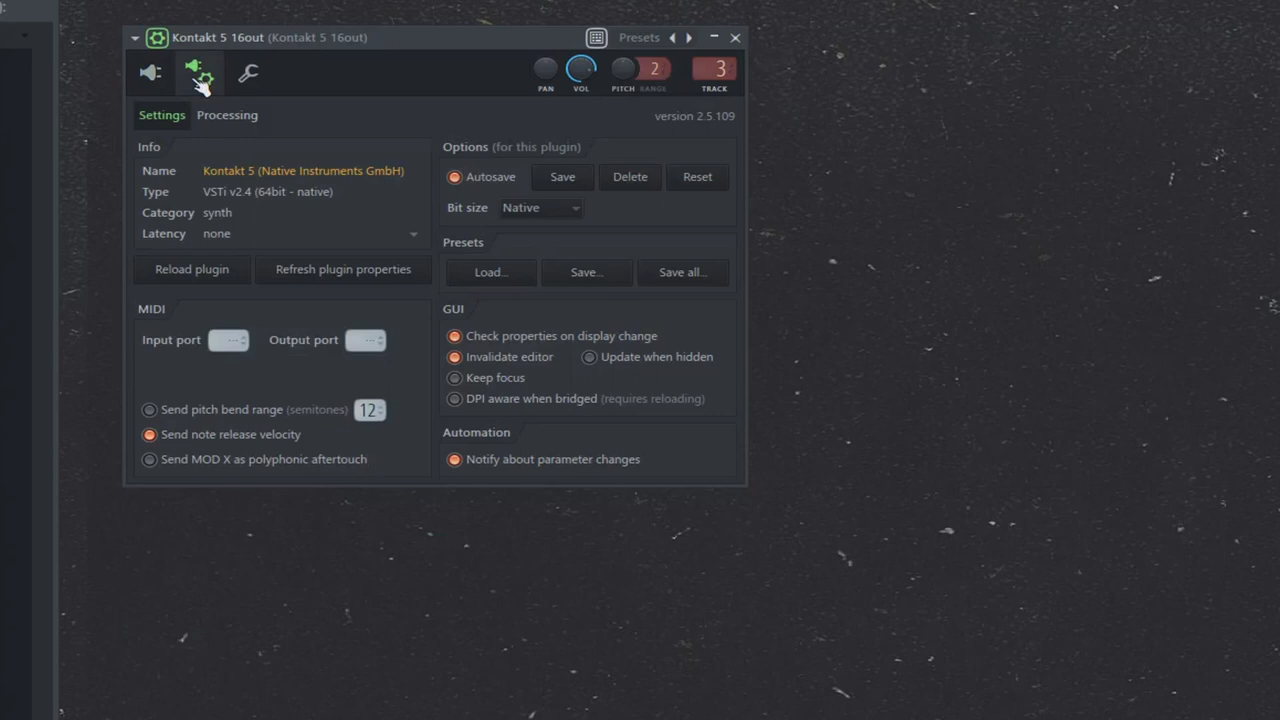 Kontakt 5 16out (Kontakt 5 16out)
Presets
2
3
PAN
VOL
PITCH
RANGE
TRACK
Settings
Processing
version 2.5.109
Info
Name
Kontakt 5 (Native Instruments GmbH)
Type
VSTi v2.4 (64bit - native)
Category
synth
Latency
none
Reload plugin
Refresh plugin properties
Options (for this plugin)
Autosave
Save
Delete
Reset
Bit size
Native
Presets
Load...
Save...
Save all...
MIDI
Input port
---
Output port
---
Send pitch bend range (semitones)
12
Send note release velocity
Send MOD X as polyphonic aftertouch
GUI
Check properties on display change
Invalidate editor
Update when hidden
Keep focus
DPI aware when bridged (requires reloading)
Automation
Notify about parameter changes